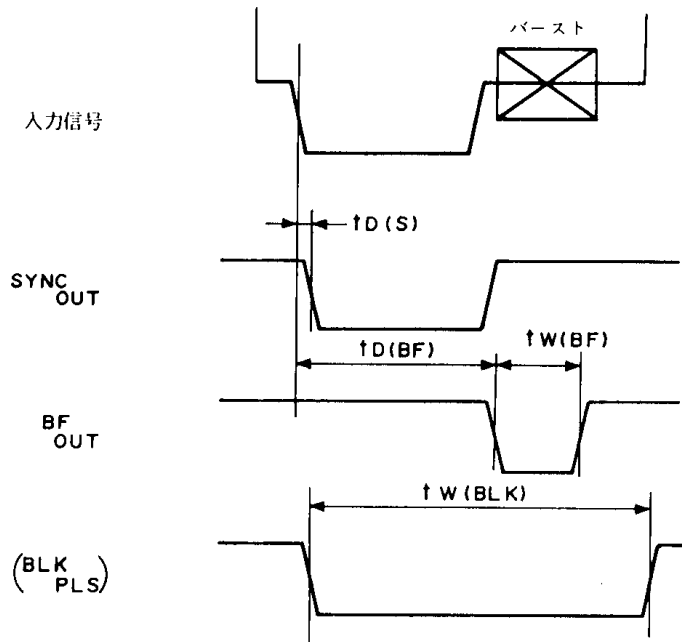 バースト
入力信号
tD(S)
SYNC OUT
tD(BF)
tW(BF)
BF OUT
tW(BLK)
(BLK PLS)